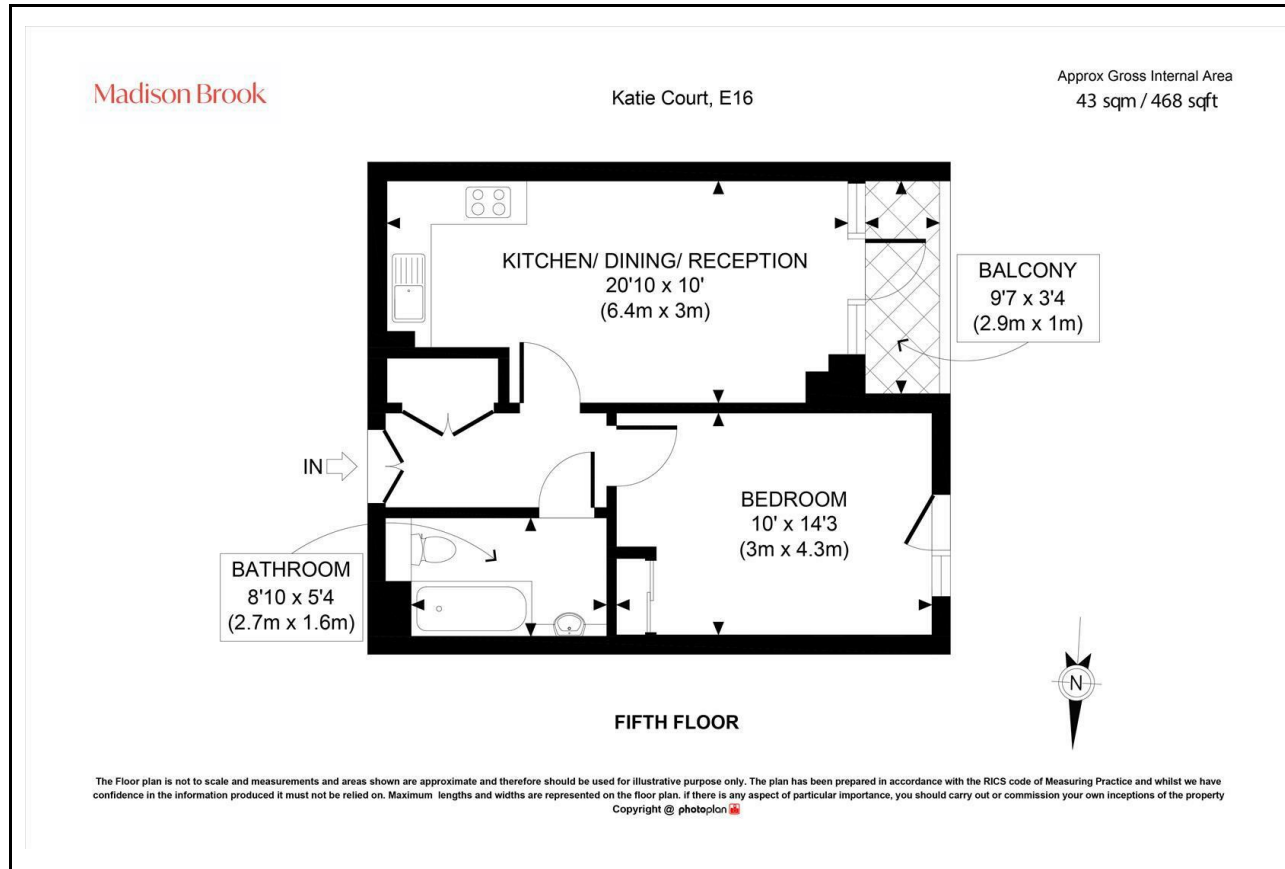 Madison Brook
Katie Court, E16
Approx Gross Internal Area
43 sqm / 468 sqft
KITCHEN/ DINING/ RECEPTION
20'10 x 10'
(6.4m x 3m)
BALCONY
9'7 x 3'4
(2.9m x 1m)
IN
BEDROOM
10' x 14'3
(3m x 4.3m)
BATHROOM
8'10 x 5'4
(2.7m x 1.6m)
N
FIFTH FLOOR
The Floor plan is not to scale and measurements and areas shown are approximate and therefore should be used for illustrative purpose only. The plan has been prepared in accordance with the RICS code of Measuring Practice and whilst we have
confidence in the information produced it must not be relied on. Maximum lengths and widths are represented on the floor plan. if there is any aspect of particular importance, you should carry out or commission your own inceptions of the property
Copyright @ photoplan